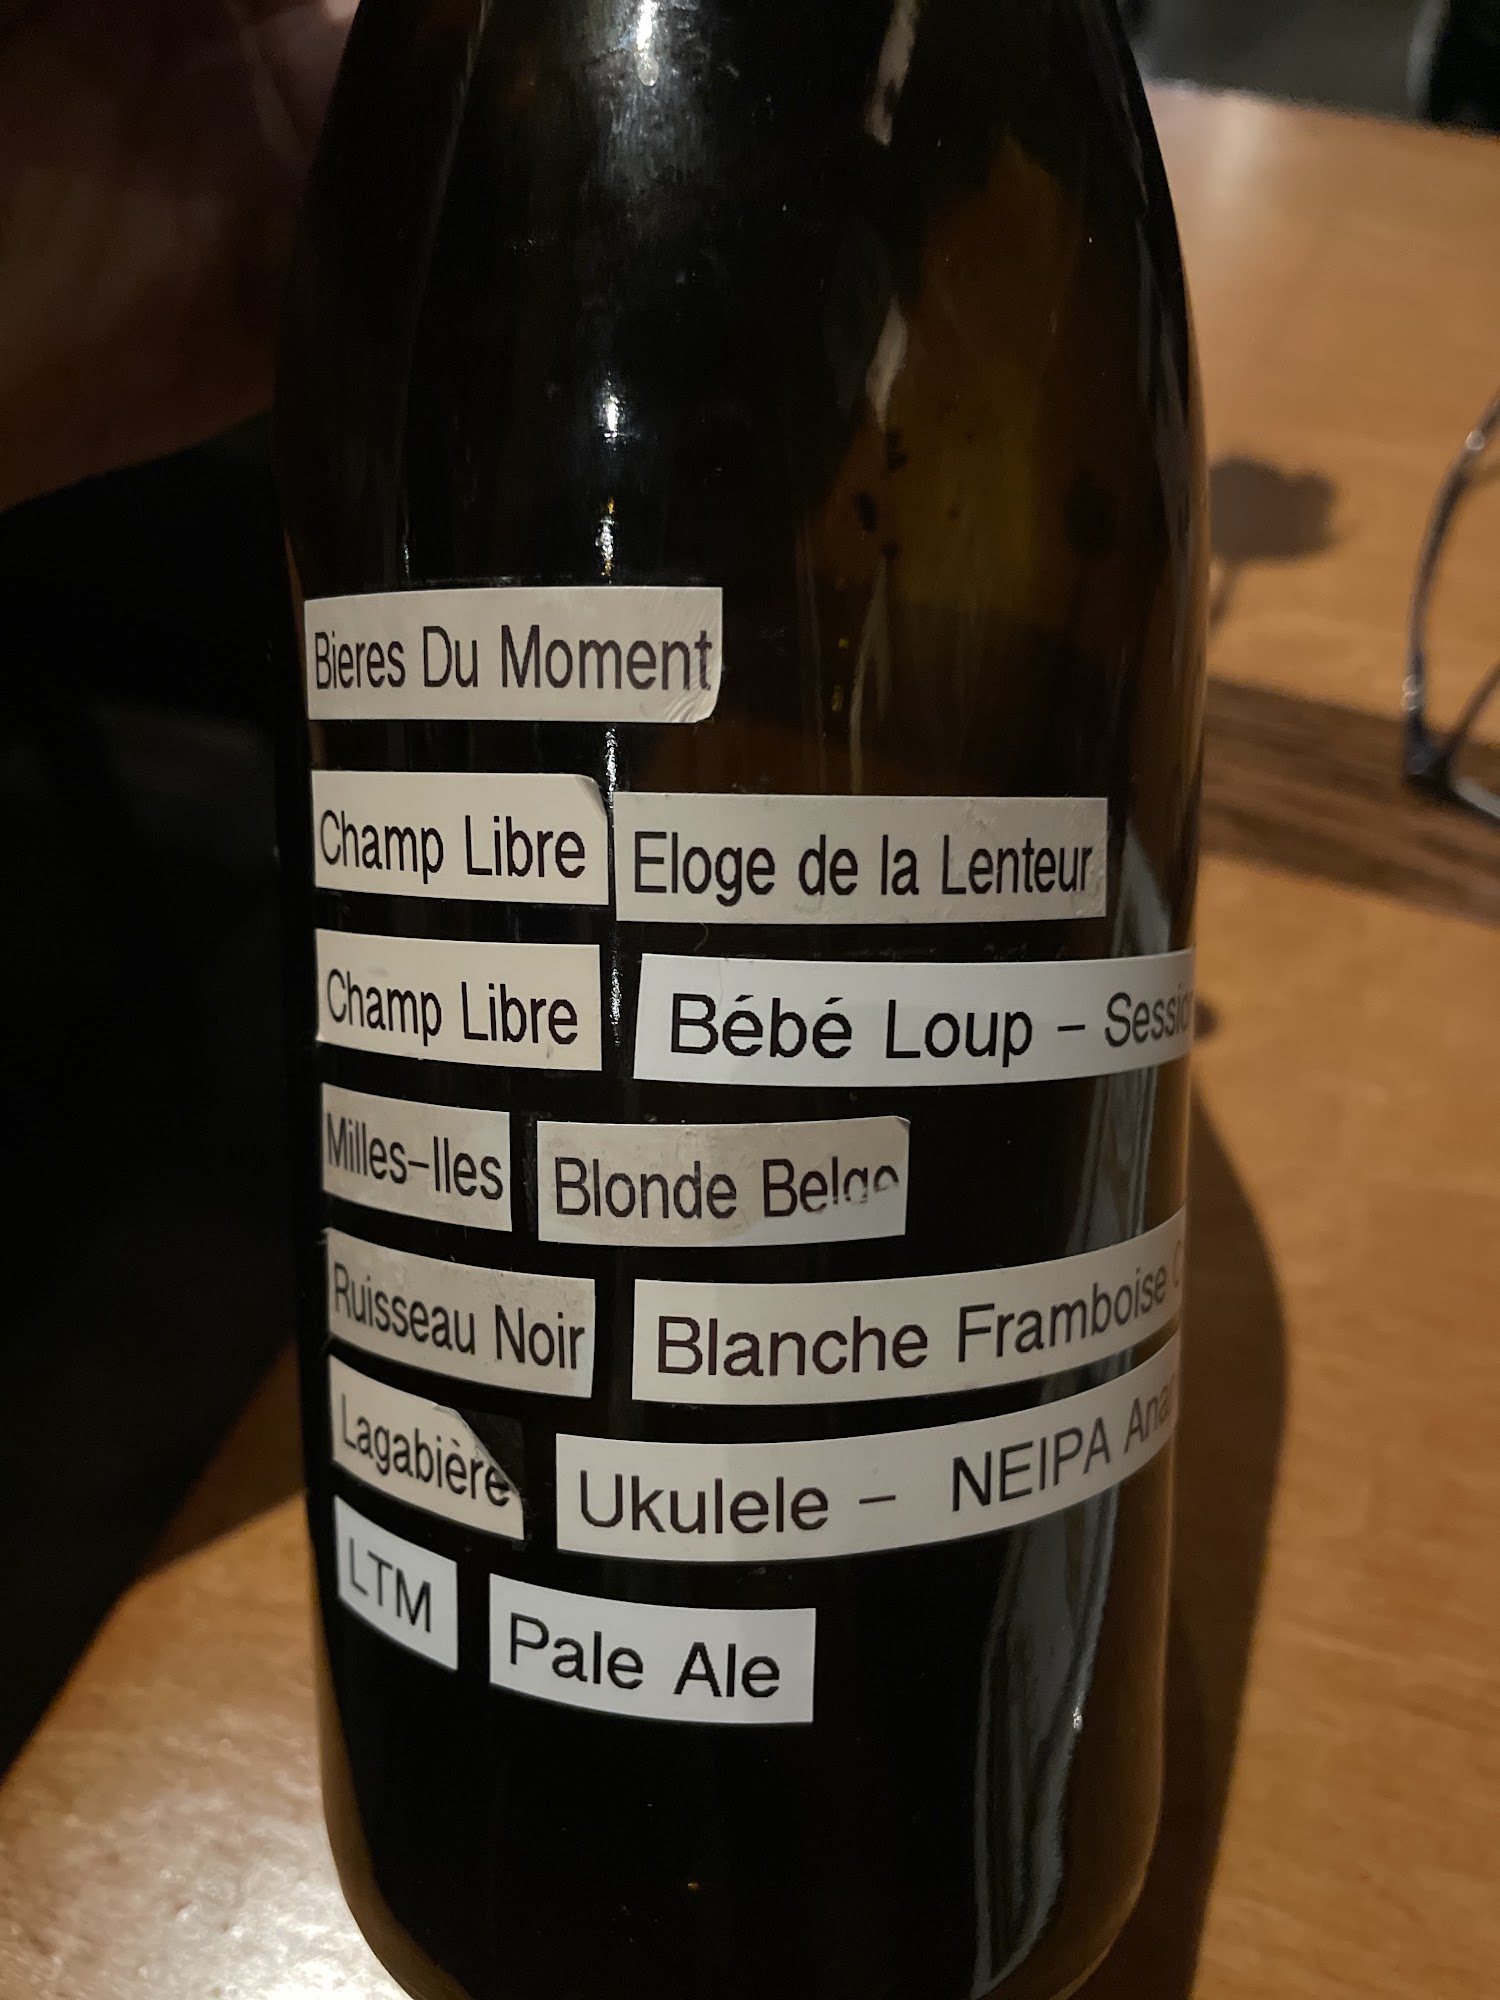 Bieres Du Moment
Champ Libre Eloge de la Lenteur
Champ Libre Bébé Loup -
Milles-Iles Blonde Belge
Ruisseau Noir Blanche Framboise
Lagabière Ukulele - NEIPA
LTM Pale Ale